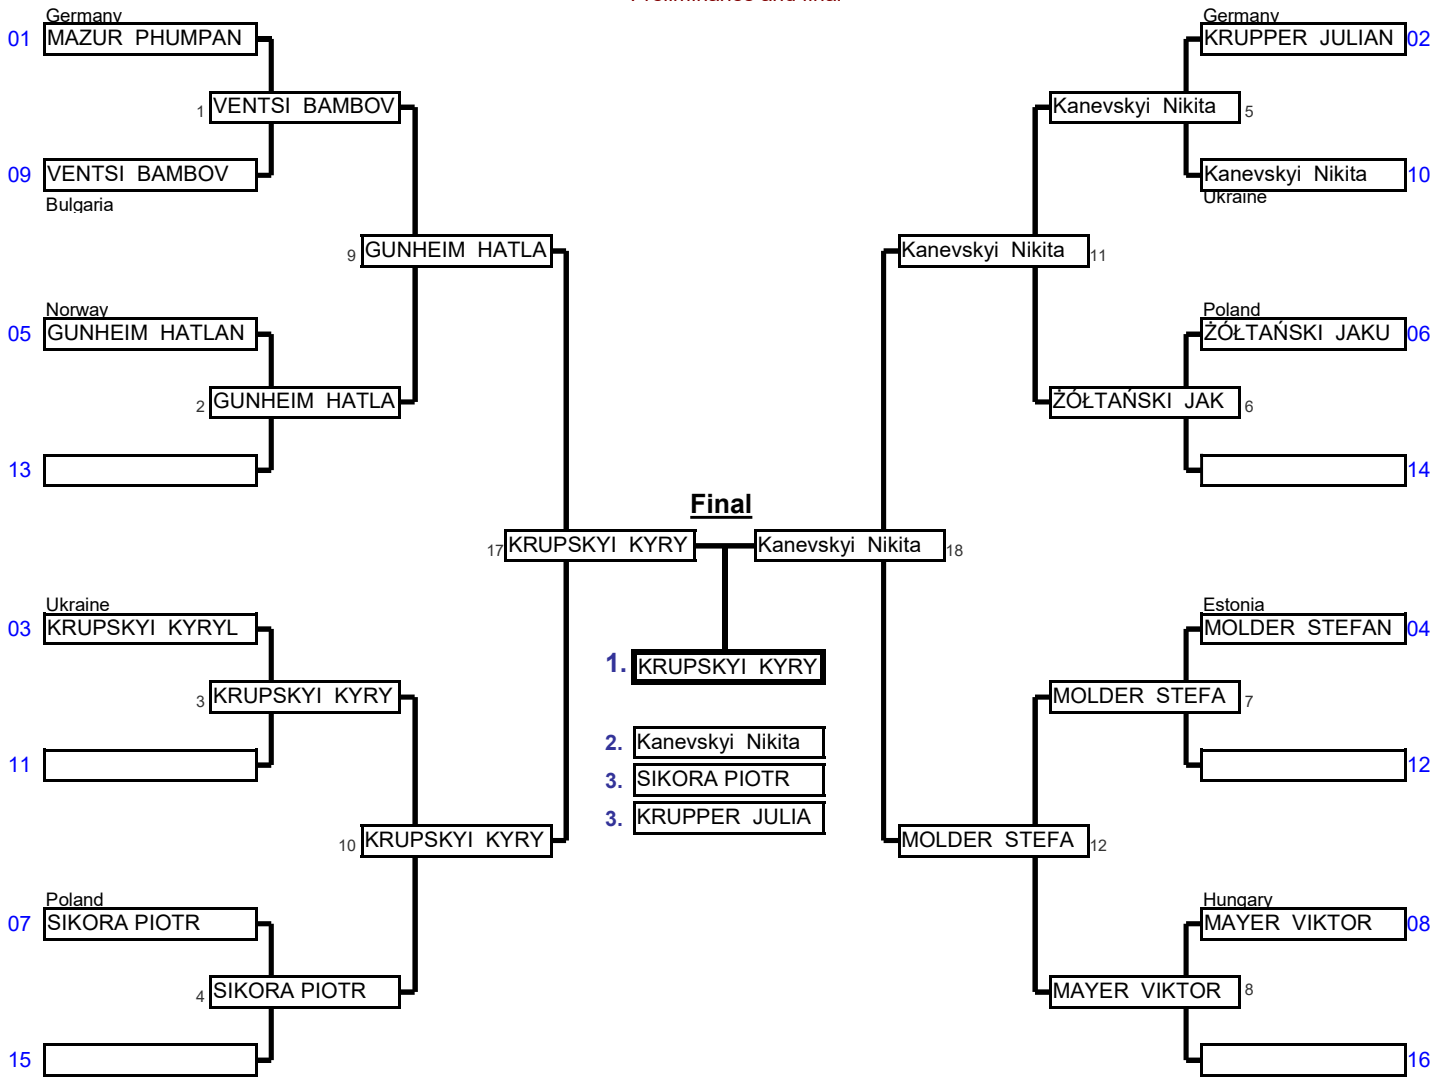 Preliminance and final
Germany
01 MAZUR PHUMPAN
1 VENTSI BAMBOV
09 VENTSI BAMBOV
Bulgaria
9 GUNHEIM HATLA
Norway
05 GUNHEIM HATLAN
2 GUNHEIM HATLA
13
17 KRUPSKYI KYRY
Ukraine
03 KRUPSKYI KYRYL
3 KRUPSKYI KYRY
11
10 KRUPSKYI KYRY
Poland
07 SIKORA PIOTR
4 SIKORA PIOTR
15
Final
1. KRUPSKYI KYRY
2. Kanevskyi Nikita
3. SIKORA PIOTR
3. KRUPPER JULIA
Germany
KRUPPER JULIAN 02
Kanevskyi Nikita 5
Kanevskyi Nikita 10
Ukraine
Kanevskyi Nikita 11
Poland
ŻÓŁTAŃSKI JAKU 06
ŻÓŁTAŃSKI JAK 6
14
Kanevskyi Nikita 18
Estonia
MOLDER STEFAN 04
MOLDER STEFA 7
12
MOLDER STEFA 12
Hungary
MAYER VIKTOR 08
MAYER VIKTOR 8
16